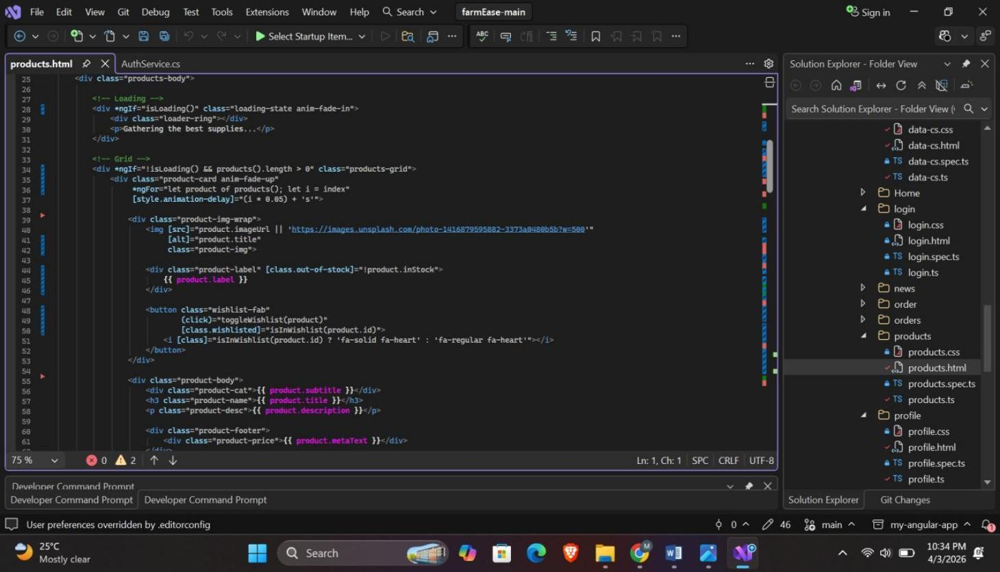 File Edit View Git Debug Test Tools Extensions Window Help Search farmEase-main Sign in
Select Startup Item...
products.html AuthService.cs
25 <div class="products-body">
26
27 <!-- Loading -->
28 <div *ngIf="isLoading()" class="loading-state anim-fade-in">
29 <div class="loader-ring"></div>
30 <p>Gathering the best supplies...</p>
31 </div>
32
33 <!-- Grid -->
34 <div *ngIf="!isLoading() && products().length > 0" class="products-grid">
35 <div class="product-card anim-fade-up"
36 *ngFor="let product of products(); let i = index"
37 [style.animation-delay]="(i * 0.05) + 's'">
38
39 <div class="product-img-wrap">
40 <img [src]="product.imageUrl || 'https://images.unsplash.com/photo-1416879595882-3373a0480b5b?w=500'"
41 [alt]="product.title"
42 class="product-img">
43
44 <div class="product-label" [class.out-of-stock]="!product.inStock">
45 {{ product.label }}
46 </div>
47
48 <button class="wishlist-fab"
49 (click)="toggleWishlist(product)"
50 [class.wishlisted]="isInWishlist(product.id)">
51 <i [class]="isInWishlist(product.id) ? 'fa-solid fa-heart' : 'fa-regular fa-heart'"></i>
52 </button>
53 </div>
54
55 <div class="product-body">
56 <div class="product-cat">{{ product.subtitle }}</div>
57 <h3 class="product-name">{{ product.title }}</h3>
58 <p class="product-desc">{{ product.description }}</p>
59
60 <div class="product-footer">
61 <div class="product-price">{{ product.metaText }}</div>
75 % 0 2 Ln: 1, Ch: 1 SPC CRLF UTF-8
Developer Command Prompt
Developer Command Prompt Developer Command Prompt
Solution Explorer - Folder View
Search Solution Explorer - Folder View (
data-cs.css
data-cs.html
TS data-cs.spec.ts
TS data-cs.ts
Home
login
login.css
login.html
TS login.spec.ts
TS login.ts
news
order
orders
products
products.css
products.html
TS products.spec.ts
TS products.ts
profile
profile.css
profile.html
TS profile.spec.ts
TS profile.ts
Solution Explorer Git Changes
User preferences overridden by .editorconfig 0 46 main my-angular-app 1
25°C
Mostly clear
Search
M
10:34 PM
4/3/2026